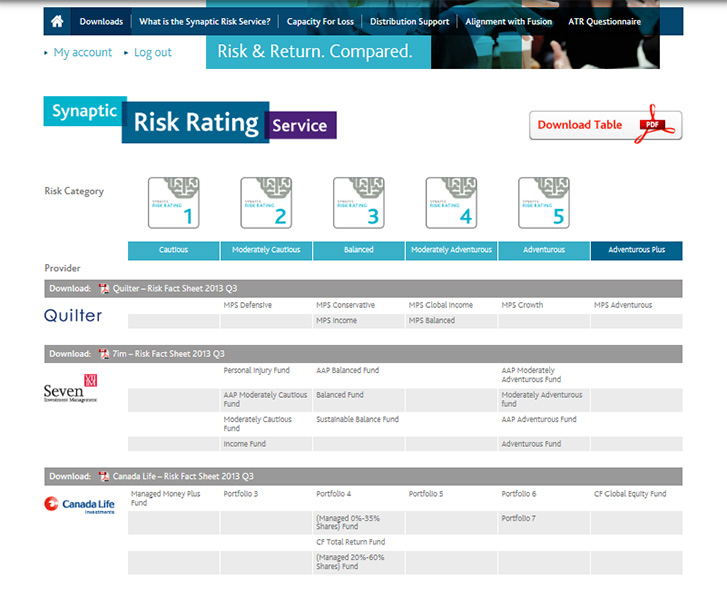 Downloads What is the Synaptic Risk Service? Capacity For Loss Distribution Support Alignment with Fusion ATR Questionnaire
My account Log out
Risk & Return. Compared.
Synaptic
Risk Rating
Service
Download Table PDF
Risk Category
SYNAPTIC RISK RATING 1
SYNAPTIC RISK RATING 2
SYNAPTIC RISK RATING 3
SYNAPTIC RISK RATING 4
SYNAPTIC RISK RATING 5
Cautious Moderately Cautious Balanced Moderately Adventurous Adventurous Adventurous Plus
Provider
Download: Quilter – Risk Fact Sheet 2013 Q3
Quilter
MPS Defensive MPS Conservative MPS Global Income MPS Growth MPS Adventurous
MPS Income MPS Balanced
Download: 7im – Risk Fact Sheet 2013 Q3
Seven
Investment Management
Personal Injury Fund AAP Balanced Fund AAP Moderately
Adventurous Fund
AAP Moderately Cautious Balanced Fund Moderately Adventurous
Fund fund
Moderately Cautious Sustainable Balance Fund AAP Adventurous Fund
Fund
Income Fund Adventurous Fund
Download: Canada Life – Risk Fact Sheet 2013 Q3
Canada Life
Investments
Managed Money Plus Portfolio 3 Portfolio 4 Portfolio 5 Portfolio 6 CF Global Equity Fund
Fund
(Managed 0%-35% Portfolio 7
Shares) Fund
CF Total Return Fund
(Managed 20%-60%
Shares) Fund